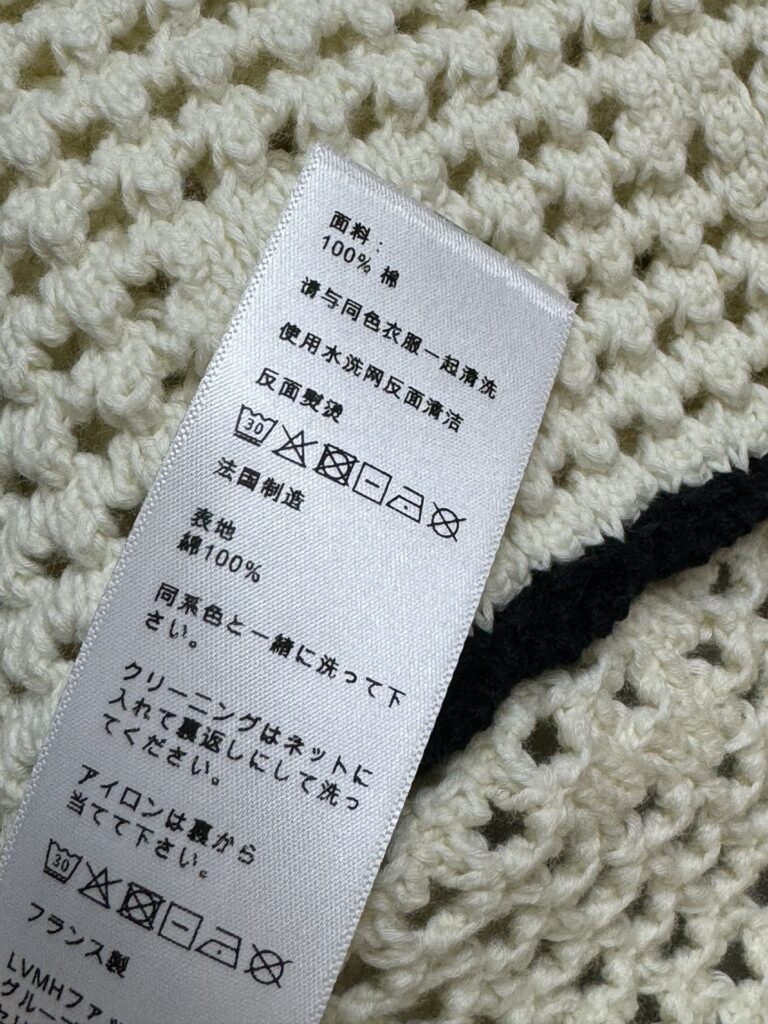 面料：
100% 棉
请与同色衣服一起清洗
使用水洗网反面清洁
反面熨烫
30
法国制造
表地
綿100%
同系色と一緒に洗って下
さい。
クリーニングはネットに
入れて裏返しにして洗っ
てください。
アイロンは裏から
当てて下さい。
30
フランス製
LVMHファッ
グルー